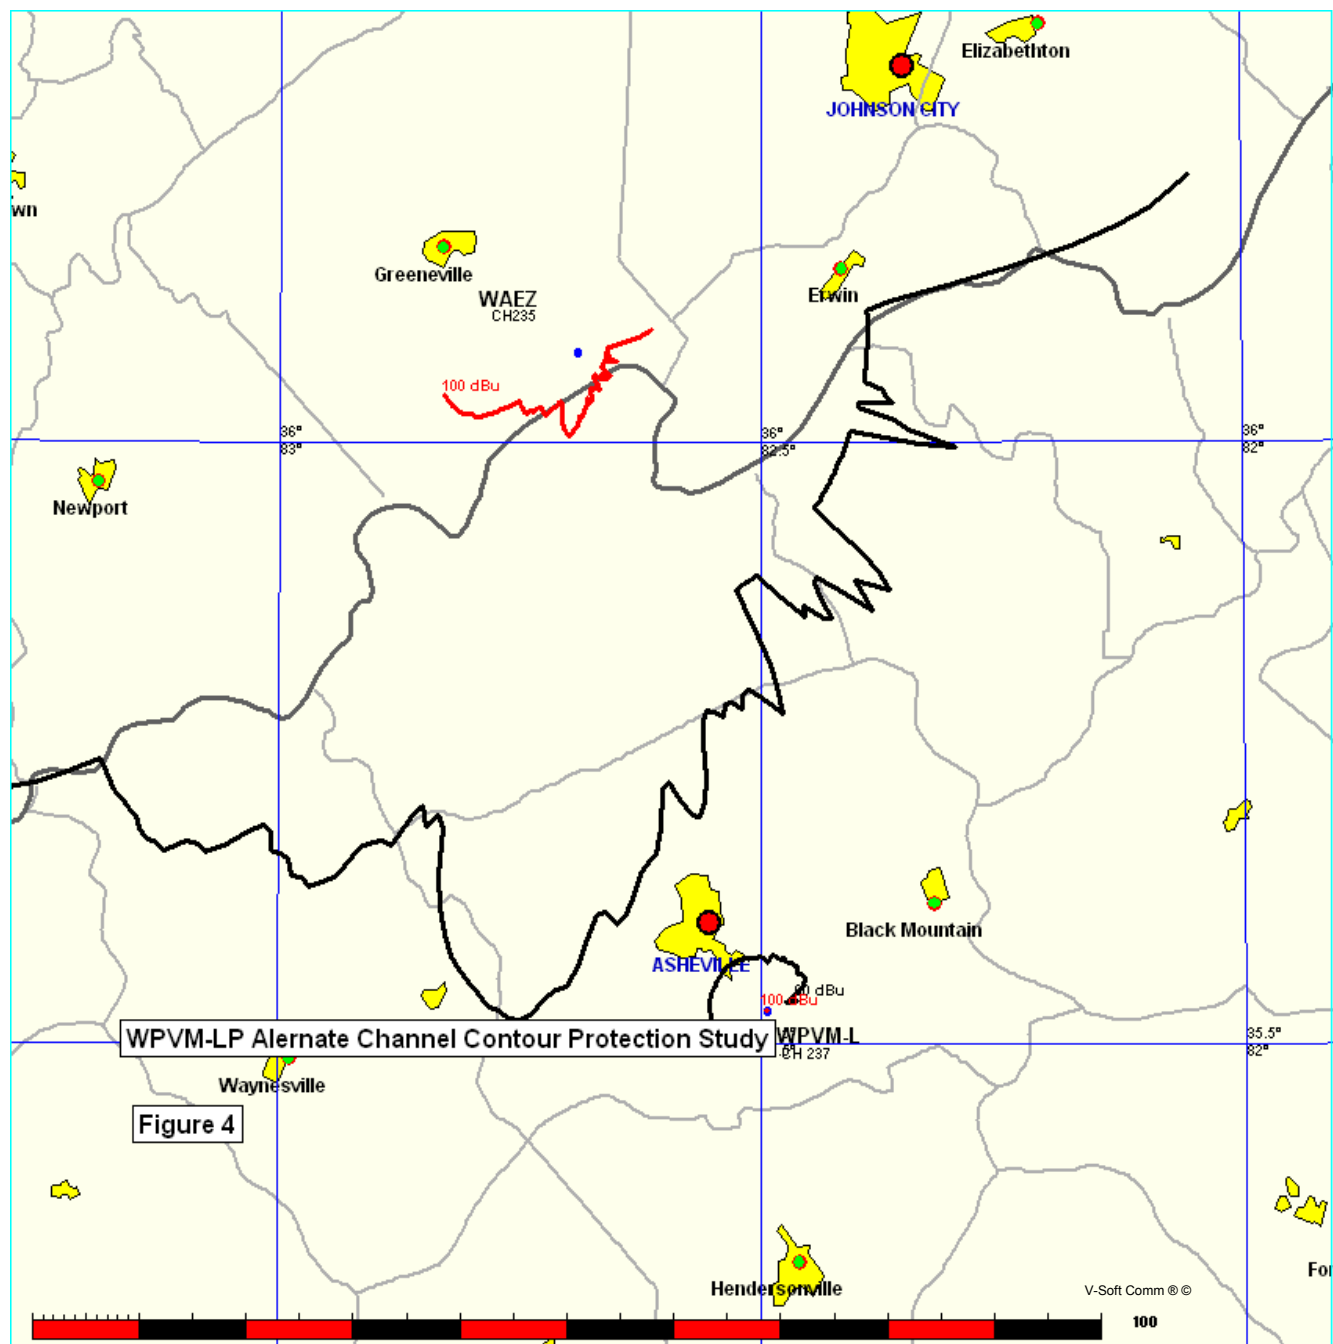 Elizabethton
JOHNSON CITY
wn
Greeneville
WAEZ
CH235
Erwin
100 dBu
36°
83°
36°
82.5°
36°
82°
Newport
Black Mountain
ASHEVILLE
dBu
100 dBu
WPVM-LP Alernate Channel Contour Protection Study
WPVM-L
CH 237
35.5°
82°
Waynesville
Figure 4
Hendersonville
For
V-Soft Comm ® ©
100